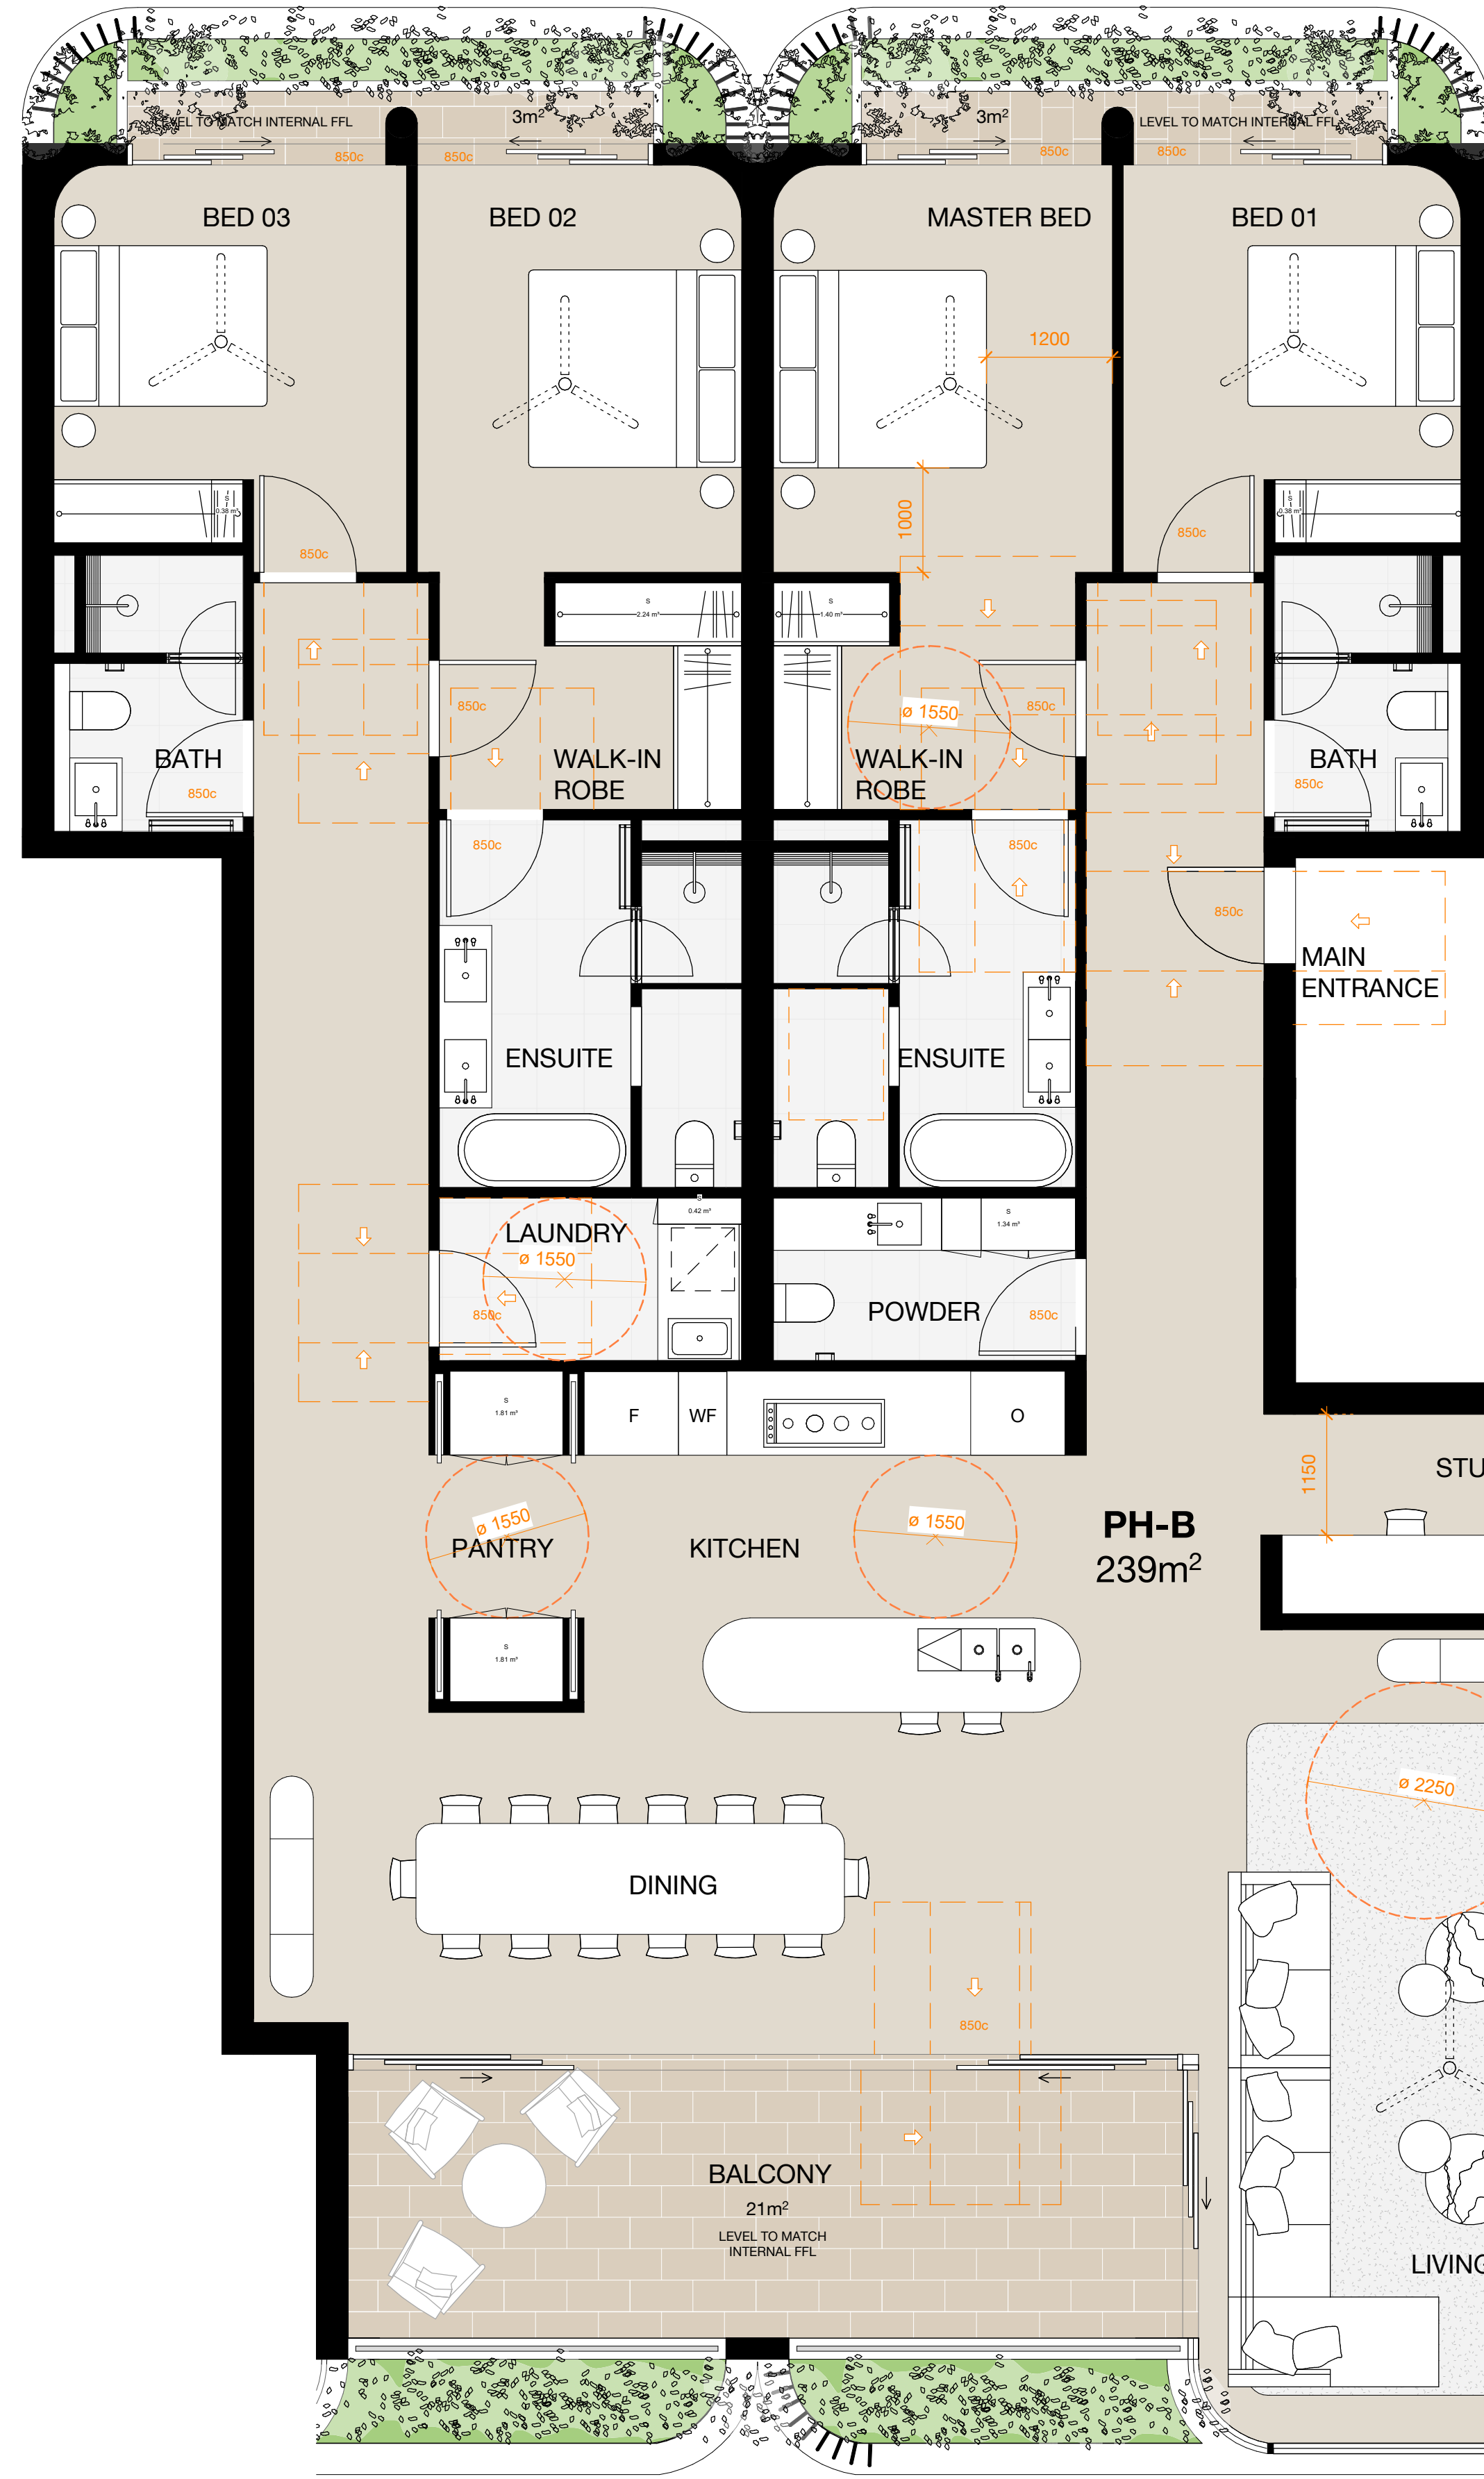 LEVEL TO MATCH INTERNAL FFL
3m²
3m²
LEVEL TO MATCH INTERNAL FFL
850c
850c
850c
850c
BED 03
BED 02
MASTER BED
BED 01
1200
1000
S
0.38 m²
S
0.38 m²
850c
850c
S
2.24 m²
S
1.40 m²
850c
ø 1550
850c
BATH
850c
WALK-IN
ROBE
WALK-IN
ROBE
BATH
850c
850c
850c
850c
MAIN
ENTRANCE
ENSUITE
ENSUITE
S
0.42 m²
S
1.34 m²
LAUNDRY
ø 1550
850c
POWDER
850c
S
1.81 m²
F
WF
O
1150
STU
ø 1550
PANTRY
KITCHEN
ø 1550
PH-B
239m²
S
1.81 m²
ø 2250
DINING
850c
BALCONY
21m²
LEVEL TO MATCH
INTERNAL FFL
LIVING